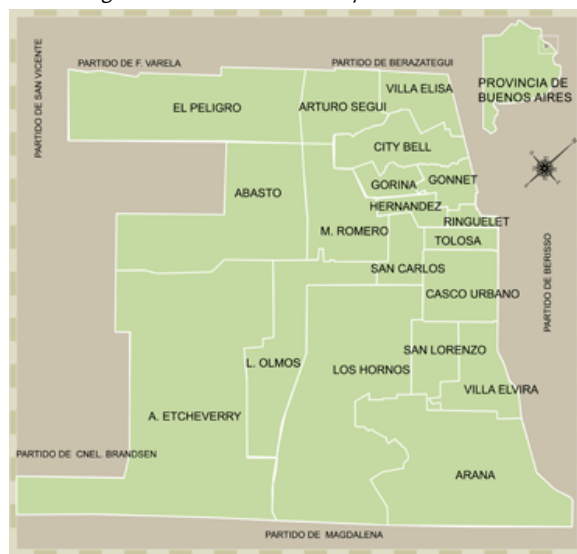 PARTIDO DE SAN VICENTE
PARTIDO DE F. VARELA
PARTIDO DE BERAZATEGUI
PROVINCIA DE
BUENOS AIRES
VILLA ELISA
EL PELIGRO
ARTURO SEGUI
CITY BELL
GONNET
GORINA
ABASTO
HERNANDEZ
RINGUELET
M. ROMERO
TOLOSA
SAN CARLOS
CASCO URBANO
PARTIDO DE BERISSO
SAN LORENZO
L. OLMOS
LOS HORNOS
VILLA ELVIRA
A. ETCHEVERRY
PARTIDO DE CNEL. BRANDSEN
ARANA
PARTIDO DE MAGDALENA